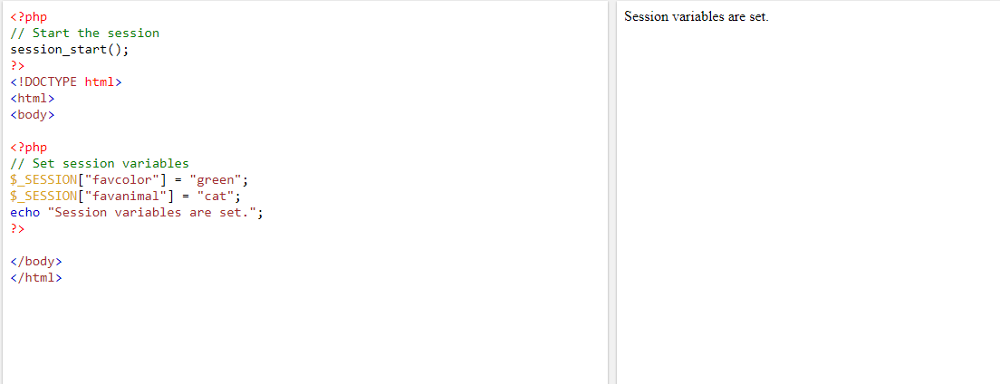 <?php
// Start the session
session_start();
?>
<!DOCTYPE html>
<html>
<body>

<?php
// Set session variables
$_SESSION["favcolor"] = "green";
$_SESSION["favanimal"] = "cat";
echo "Session variables are set.";
?>

</body>
</html>
Session variables are set.